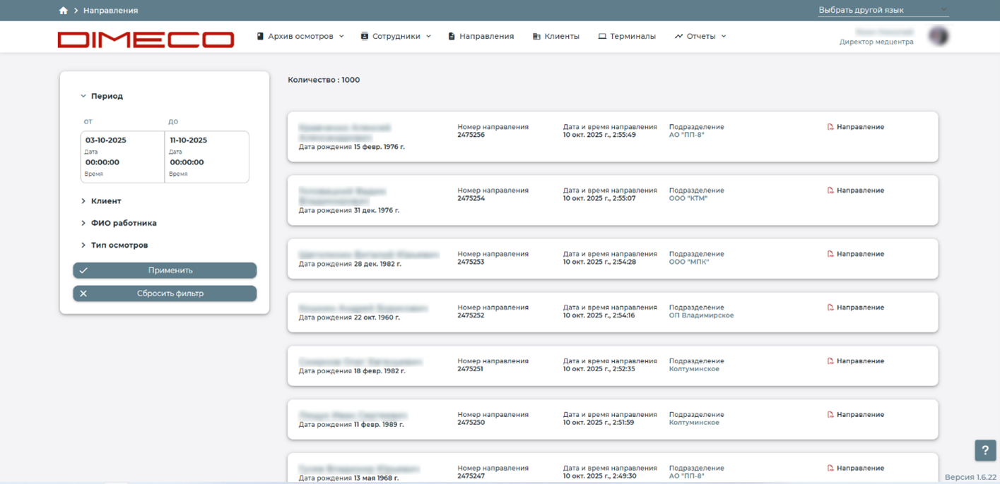 Направления
Выбрать другой язык
DIMECO
Архив осмотров
Сотрудники
Направления
Клиенты
Терминалы
Отчеты
Директор медцентра
Период
от
до
03-10-2025
11-10-2025
Дата
Дата
00:00:00
00:00:00
Время
Время
Клиент
ФИО работника
Тип осмотров
Применить
Сбросить фильтр
Количество : 1000
Дата рождения 15 февр. 1976 г.
Номер направления
2475256
Дата и время направления
10 окт. 2025 г., 2:55:49
Подразделение
АО "ПП-8"
Направление
Дата рождения 31 дек. 1976 г.
Номер направления
2475254
Дата и время направления
10 окт. 2025 г., 2:55:07
Подразделение
ООО "КТМ"
Направление
Дата рождения 28 дек. 1982 г.
Номер направления
2475253
Дата и время направления
10 окт. 2025 г., 2:54:28
Подразделение
ООО "МПК"
Направление
Дата рождения 22 окт. 1960 г.
Номер направления
2475252
Дата и время направления
10 окт. 2025 г., 2:54:16
Подразделение
ОП Владимирское
Направление
Дата рождения 18 февр. 1982 г.
Номер направления
2475251
Дата и время направления
10 окт. 2025 г., 2:52:35
Подразделение
Колтуминское
Направление
Дата рождения 11 февр. 1989 г.
Номер направления
2475250
Дата и время направления
10 окт. 2025 г., 2:51:59
Подразделение
Колтуминское
Направление
Дата рождения 13 мая 1968 г.
Номер направления
2475247
Дата и время направления
10 окт. 2025 г., 2:49:30
Подразделение
АО "ПП-8"
Направление
?
Версия 1.6.22